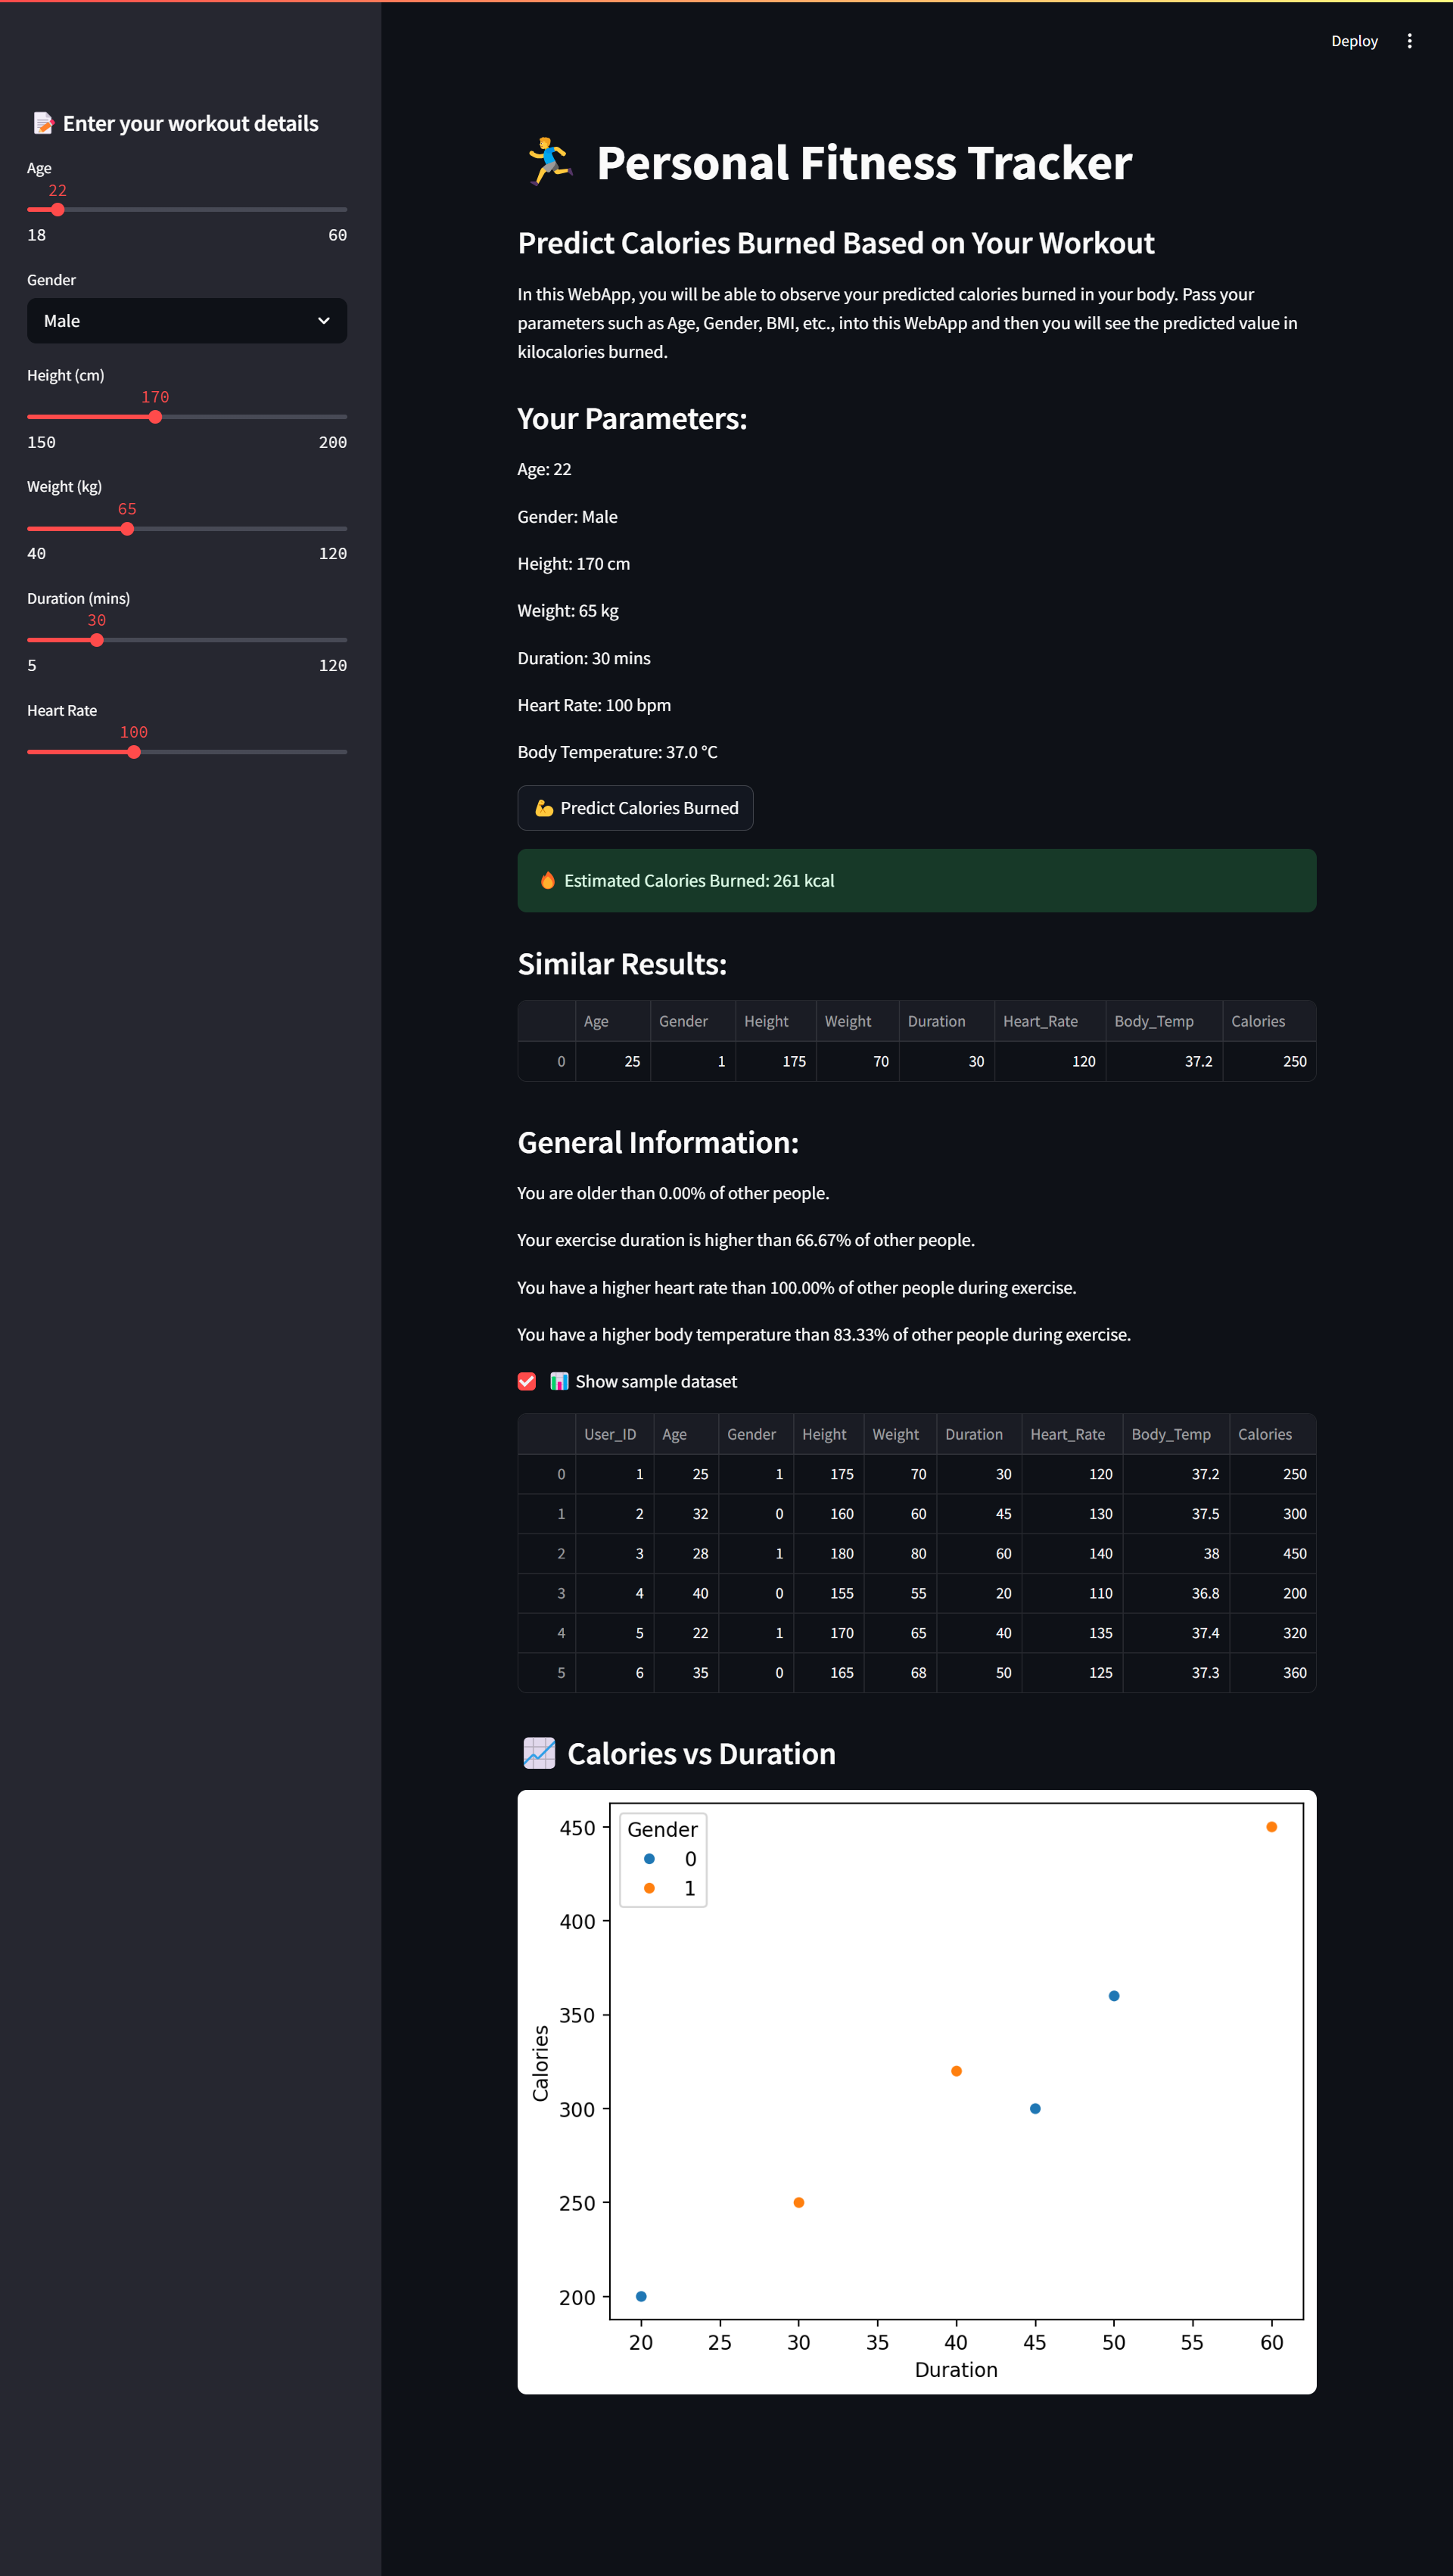 Deploy
📝 Enter your workout details
Age
22
18 60
Gender
Male
Height (cm)
170
150 200
Weight (kg)
65
40 120
Duration (mins)
30
5 120
Heart Rate
100
🏃 Personal Fitness Tracker
Predict Calories Burned Based on Your Workout
In this WebApp, you will be able to observe your predicted calories burned in your body. Pass your
parameters such as Age, Gender, BMI, etc., into this WebApp and then you will see the predicted value in
kilocalories burned.
Your Parameters:
Age: 22
Gender: Male
Height: 170 cm
Weight: 65 kg
Duration: 30 mins
Heart Rate: 100 bpm
Body Temperature: 37.0 °C
💪 Predict Calories Burned
🔥 Estimated Calories Burned: 261 kcal
Similar Results:
Age Gender Height Weight Duration Heart_Rate Body_Temp Calories
0 25 1 175 70 30 120 37.2 250
General Information:
You are older than 0.00% of other people.
Your exercise duration is higher than 66.67% of other people.
You have a higher heart rate than 100.00% of other people during exercise.
You have a higher body temperature than 83.33% of other people during exercise.
📊 Show sample dataset
User_ID Age Gender Height Weight Duration Heart_Rate Body_Temp Calories
0 1 25 1 175 70 30 120 37.2 250
1 2 32 0 160 60 45 130 37.5 300
2 3 28 1 180 80 60 140 38 450
3 4 40 0 155 55 20 110 36.8 200
4 5 22 1 170 65 40 135 37.4 320
5 6 35 0 165 68 50 125 37.3 360
📈 Calories vs Duration
Gender
0
1
450
400
350
300
250
200
Calories
20 25 30 35 40 45 50 55 60
Duration